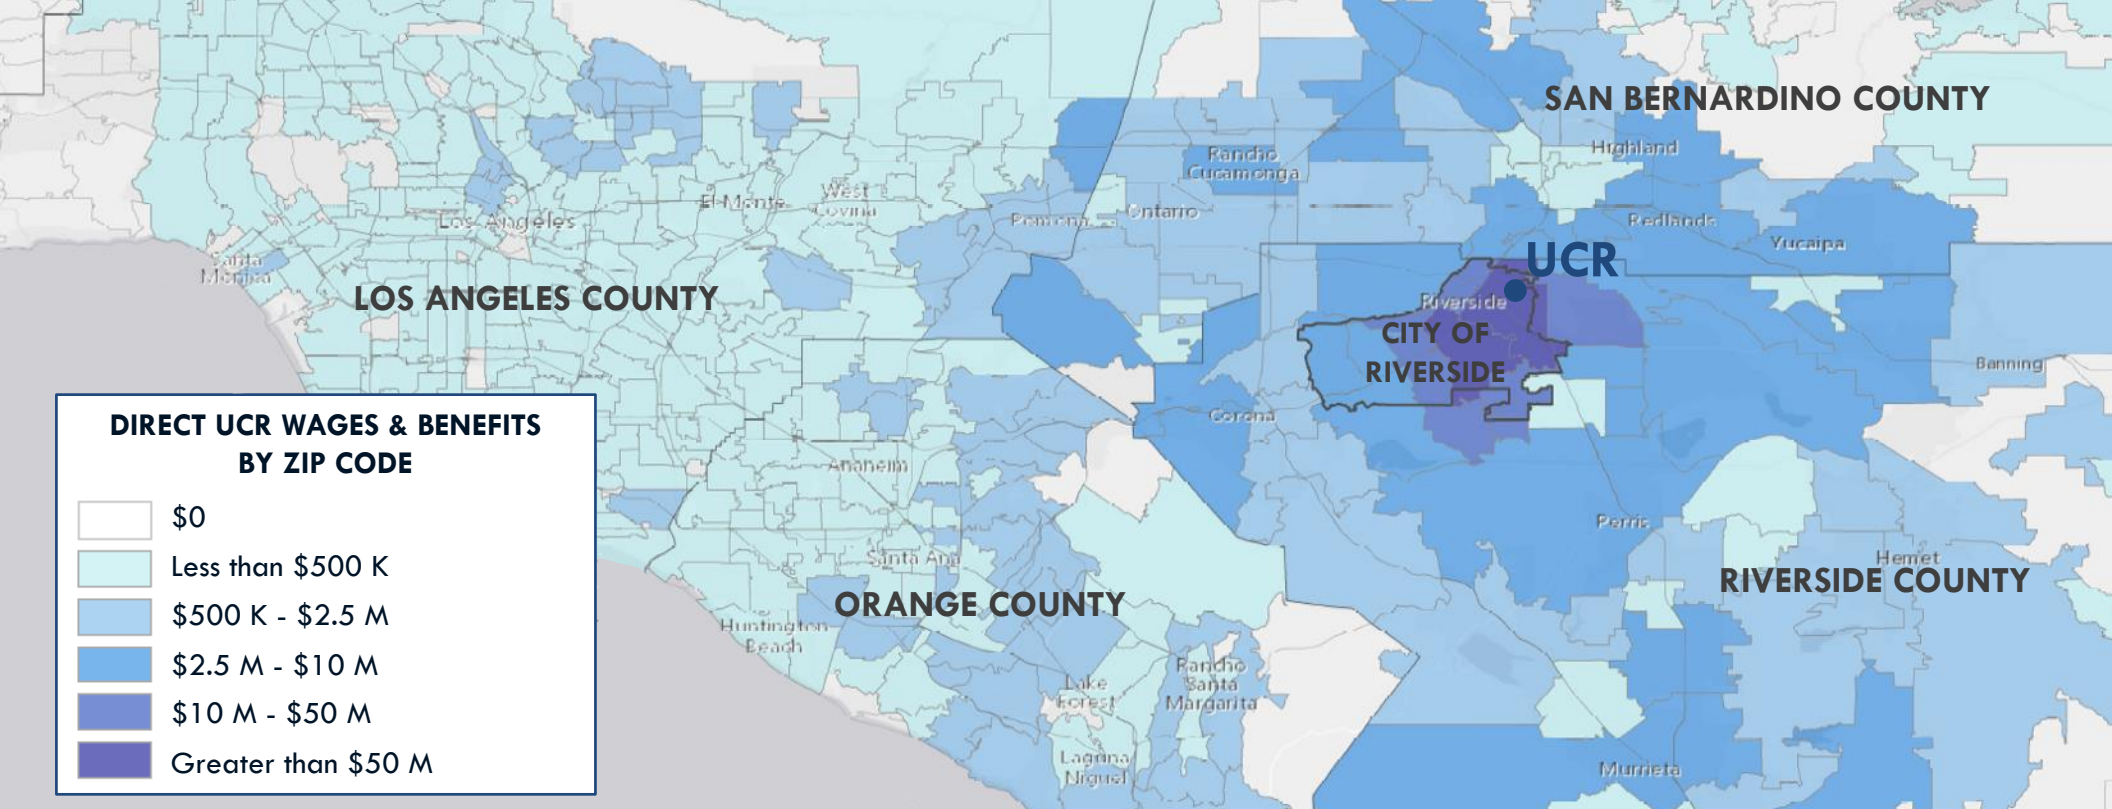 SAN BERNARDINO COUNTY
Highland
Rancho
Cucamonga
El Monte
West
Covina
Los Angeles
Pomona
Ontario
Redlands
Yucaipa
UCR
Santa
Monica
LOS ANGELES COUNTY
Riverside
CITY OF
RIVERSIDE
Banning
Corona
DIRECT UCR WAGES & BENEFITS
BY ZIP CODE
$0
Less than $500 K
$500 K - $2.5 M
$2.5 M - $10 M
$10 M - $50 M
Greater than $50 M
Anaheim
Perris
Santa Ana
Hemet
RIVERSIDE COUNTY
ORANGE COUNTY
Huntington
Beach
Rancho
Santa
Margarita
Lake
Forest
Laguna
Niguel
Murrieta